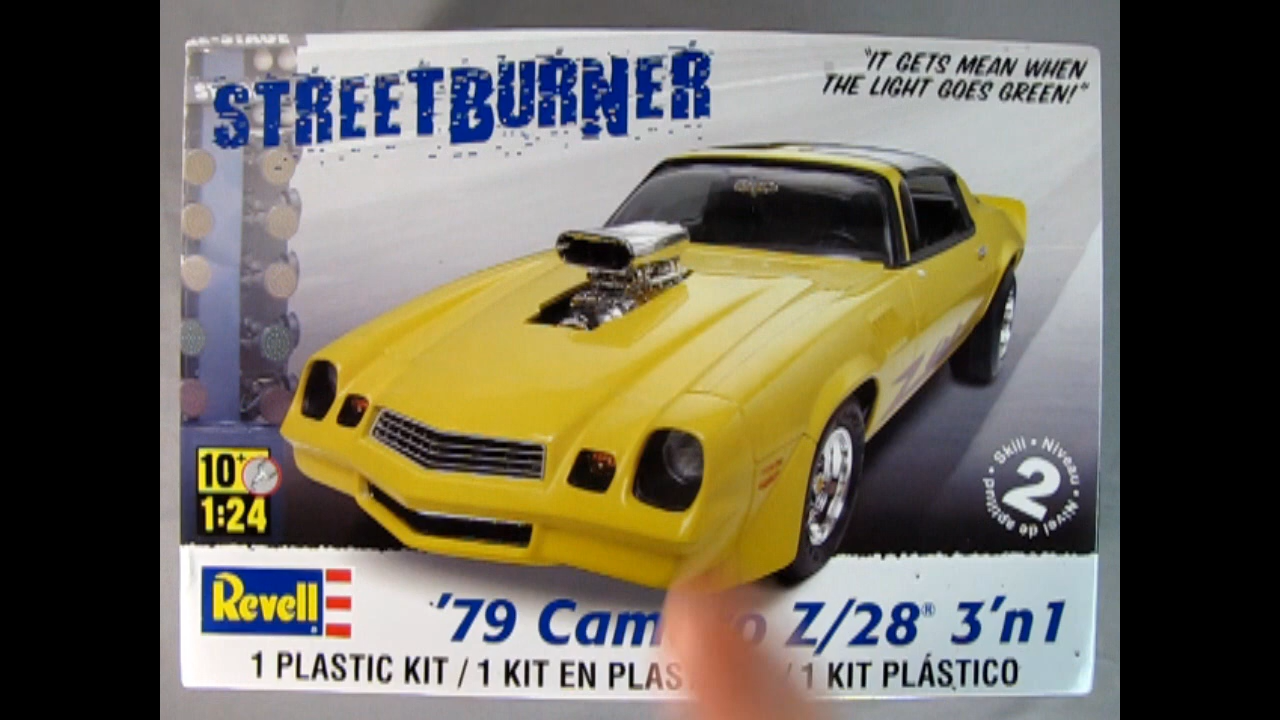 STREETBURNER
"IT GETS MEAN WHEN
THE LIGHT GOES GREEN!"
10+
1:24
Skill • Niveau • Nivel de aptitud •
2
Revell
'79 Cam o Z/28® 3'n1
1 PLASTIC KIT / 1 KIT EN PLAS / 1 KIT PLÁSTICO